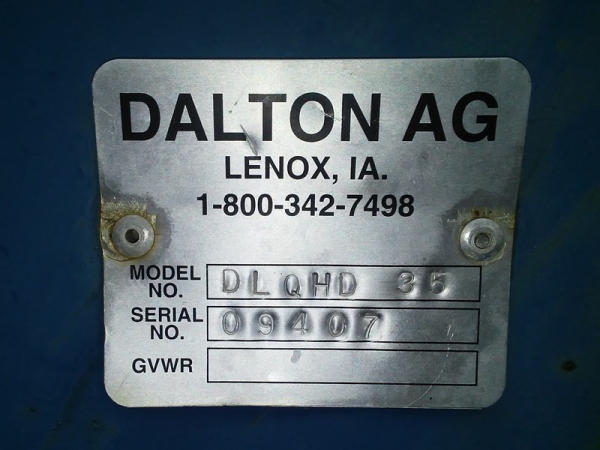 DALTON AG
LENOX, IA.
1-800-342-7498
MODEL NO. DLQHD 35
SERIAL NO. 09407
GVWR